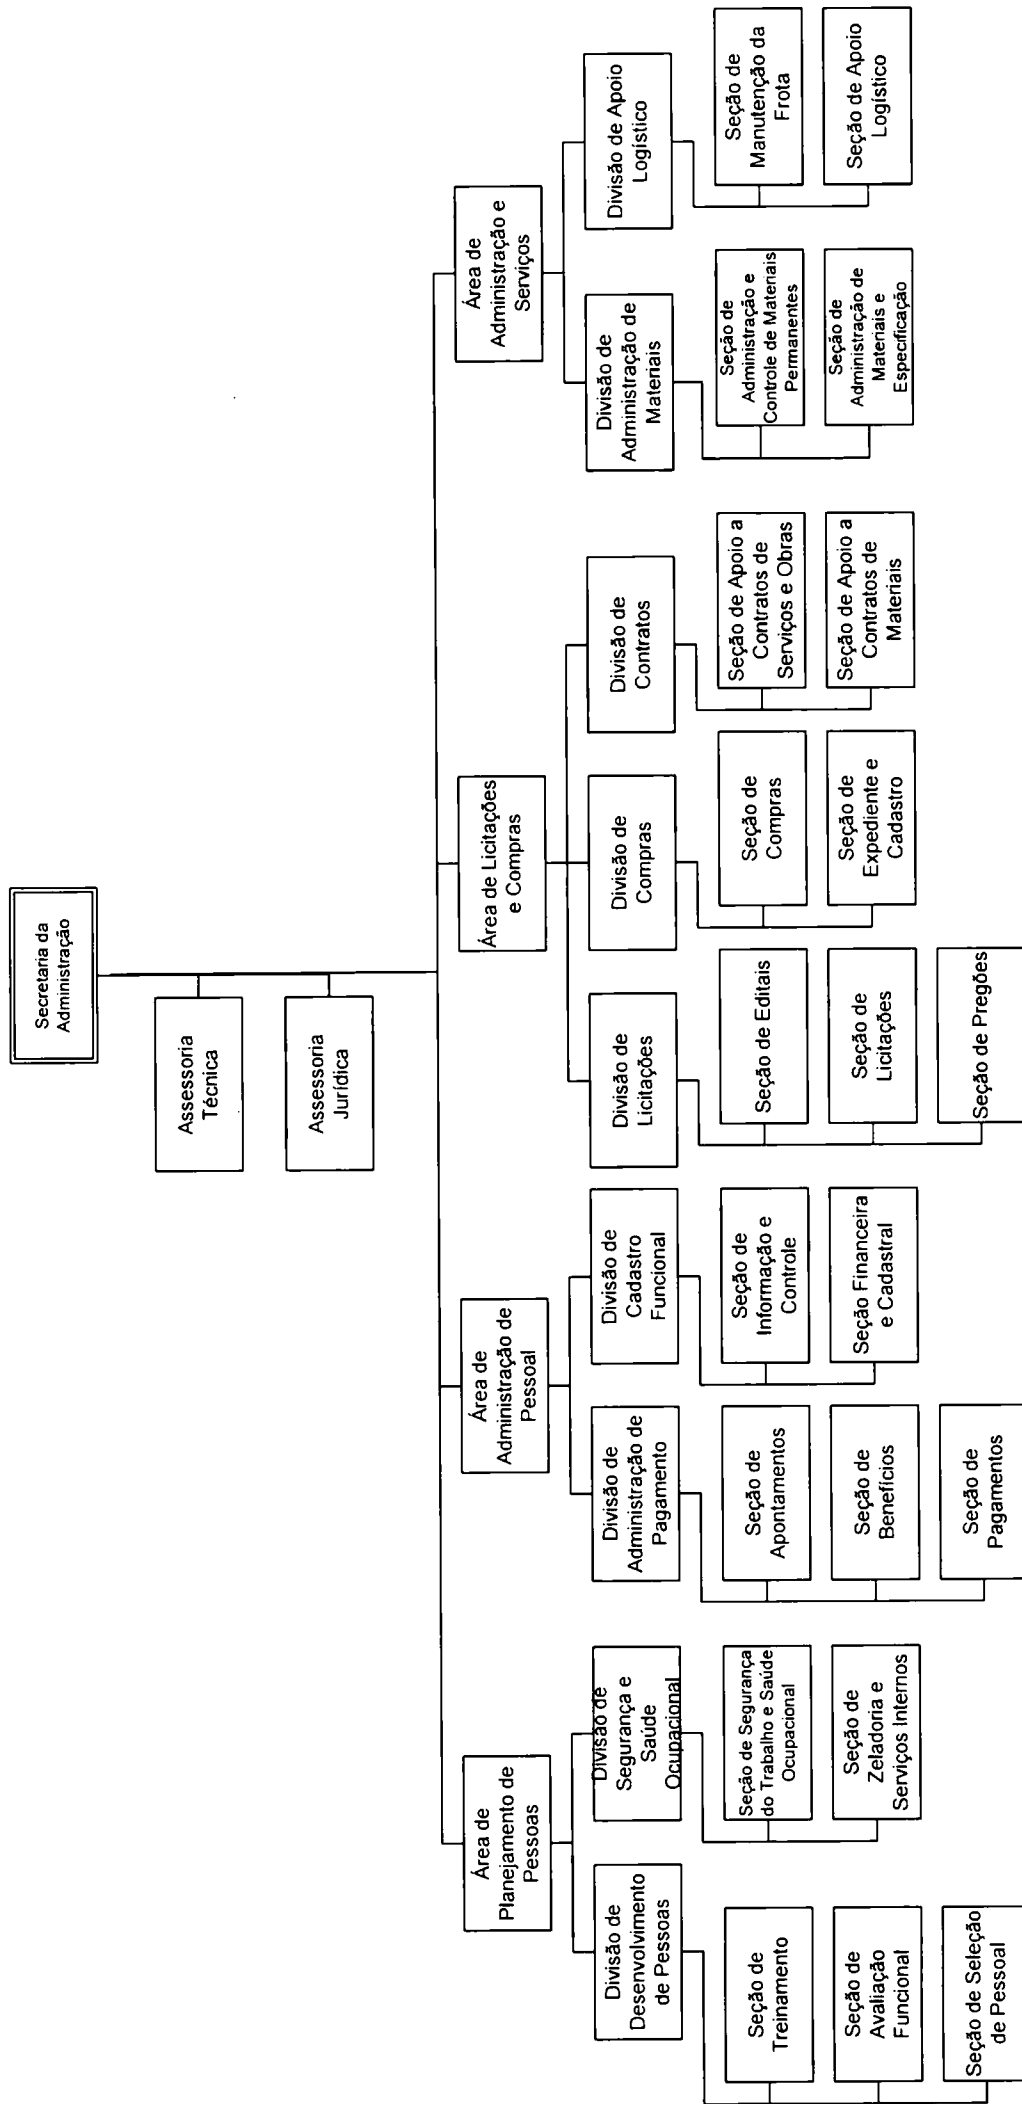 Secretaria da
Administração
Assessoria
Técnica
Assessoria
Jurídica
Área de
Planejamento de
Pessoas
Área de
Administração de
Pessoal
Área de Licitações
e Compras
Área de
Administração e
Serviços
Divisão de
Desenvolvimento
de Pessoas
Divisão de
Segurança e
Saúde
Ocupacional
Divisão de
Administração de
Pagamento
Divisão de
Cadastro
Funcional
Divisão de
Licitações
Divisão de
Compras
Divisão de
Contratos
Divisão de
Administração de
Materiais
Divisão de Apoio
Logístico
Seção de
Treinamento
Seção de
Avaliação
Funcional
Seção de Seleção
de Pessoal
Seção de Segurança
do Trabalho e Saúde
Ocupacional
Seção de
Zeladoria e
Serviços Internos
Seção de
Apontamentos
Seção de
Benefícios
Seção de
Pagamentos
Seção de
Informação e
Controle
Seção Financeira
e Cadastral
Seção de Editais
Seção de
Licitações
Seção de Pregões
Seção de
Compras
Seção de
Expediente e
Cadastro
Seção de Apoio a
Contratos de
Serviços e Obras
Seção de Apoio a
Contratos de
Materiais
Seção de
Administração e
Controle de Materiais
Permanentes
Seção de
Administração de
Materiais e
Especificação
Seção de
Manutenção da
Frota
Seção de Apoio
Logístico